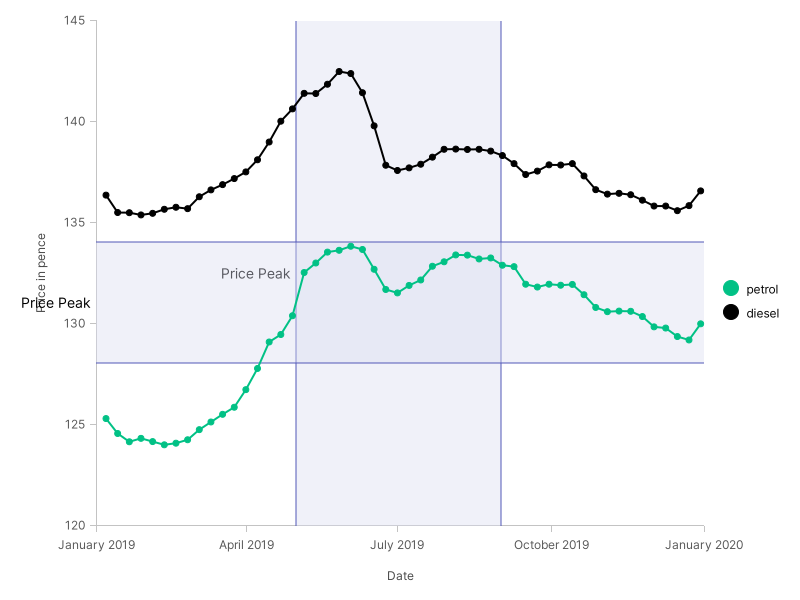 145
140
135
130
125
120
Price in pence
Price Peak
Price Peak
January 2019
April 2019
July 2019
October 2019
January 2020
Date
petrol
diesel